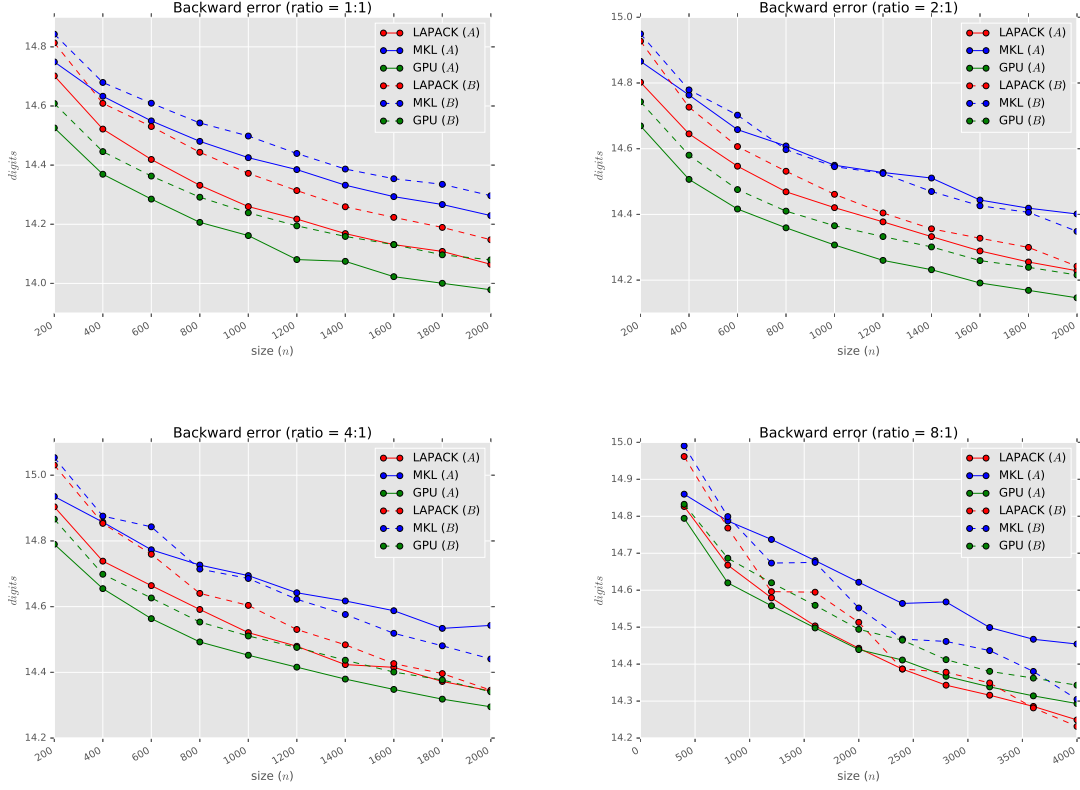 Backward error (ratio = 1:1)
14.8
14.6
14.4
14.2
14.0
digits
LAPACK (A)
MKL (A)
GPU (A)
LAPACK (B)
MKL (B)
GPU (B)
200
400
600
800
1000
1200
1400
1600
1800
2000
size (n)
Backward error (ratio = 2:1)
15.0
14.8
14.6
14.4
14.2
digits
LAPACK (A)
MKL (A)
GPU (A)
LAPACK (B)
MKL (B)
GPU (B)
200
400
600
800
1000
1200
1400
1600
1800
2000
size (n)
Backward error (ratio = 4:1)
15.0
14.8
14.6
14.4
14.2
digits
LAPACK (A)
MKL (A)
GPU (A)
LAPACK (B)
MKL (B)
GPU (B)
200
400
600
800
1000
1200
1400
1600
1800
2000
size (n)
Backward error (ratio = 8:1)
15.0
14.9
14.8
14.7
14.6
14.5
14.4
14.3
14.2
digits
LAPACK (A)
MKL (A)
GPU (A)
LAPACK (B)
MKL (B)
GPU (B)
0
500
1000
1500
2000
2500
3000
3500
4000
size (n)